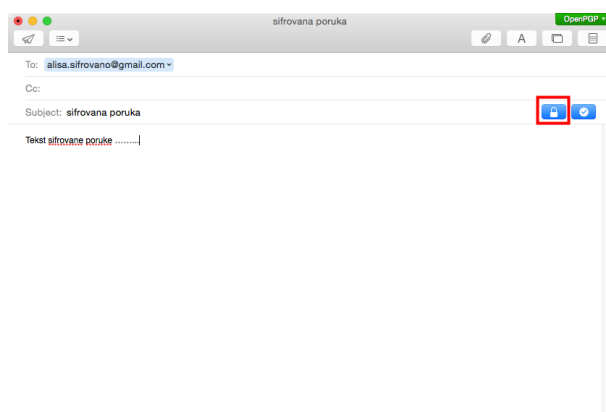 sifrovana poruka
OpenPGP
A
To: alisa.sifrovano@gmail.com
Cc:
Subject: sifrovana poruka
Tekst sifrovane poruke .........